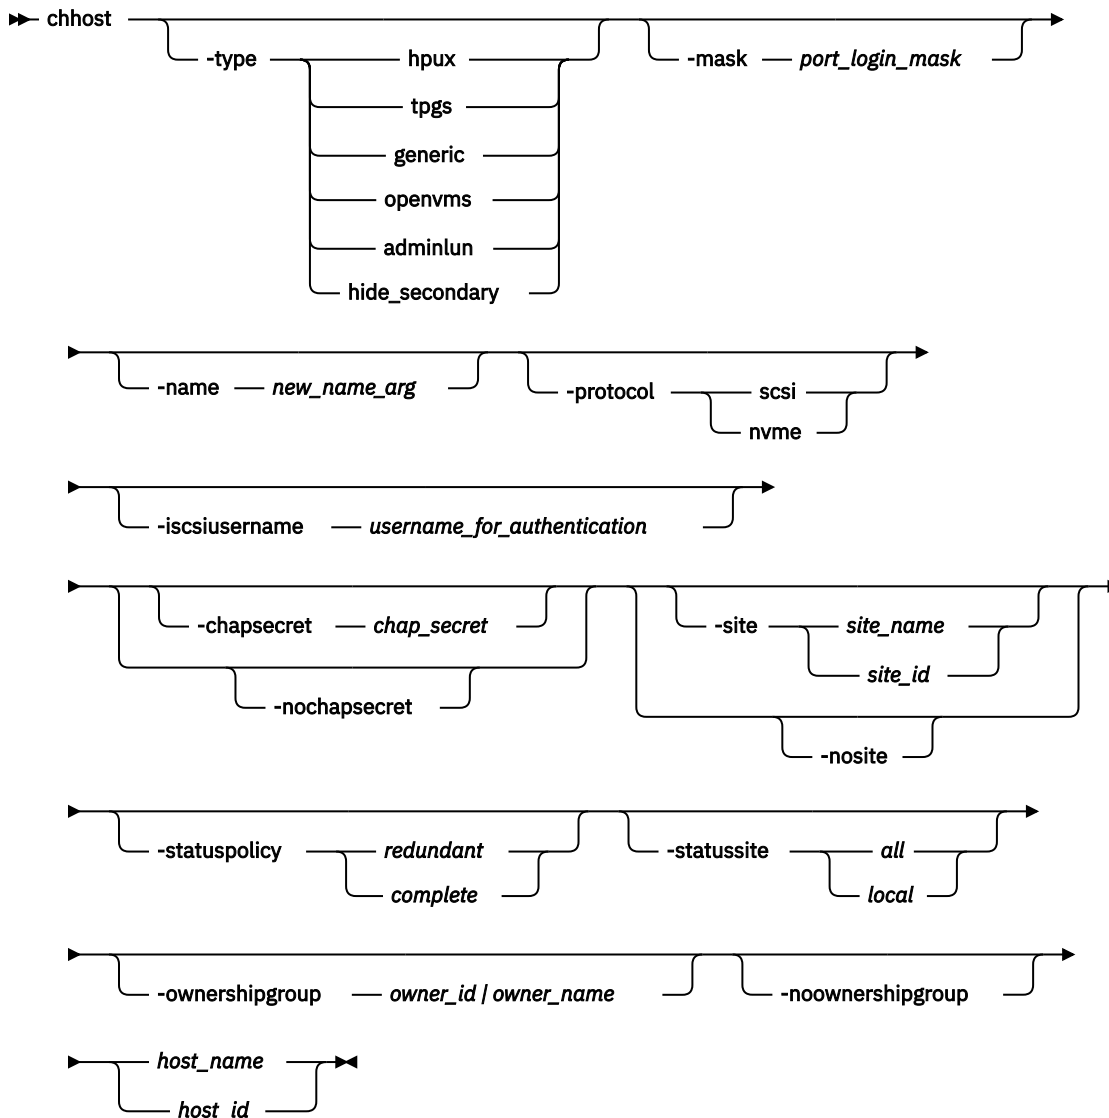 chhost
-type hpux -mask port_login_mask
tpgs
generic
openvms
adminlun
hide_secondary
-name new_name_arg -protocol scsi
nvme
-iscsiusername username_for_authentication
-chapsecret chap_secret -site site_name
site_id
-nochapsecret
-nosite
-statuspolicy redundant -statussite all
complete local
-ownershipgroup owner_id | owner_name -noownershipgroup
host_name
host_id